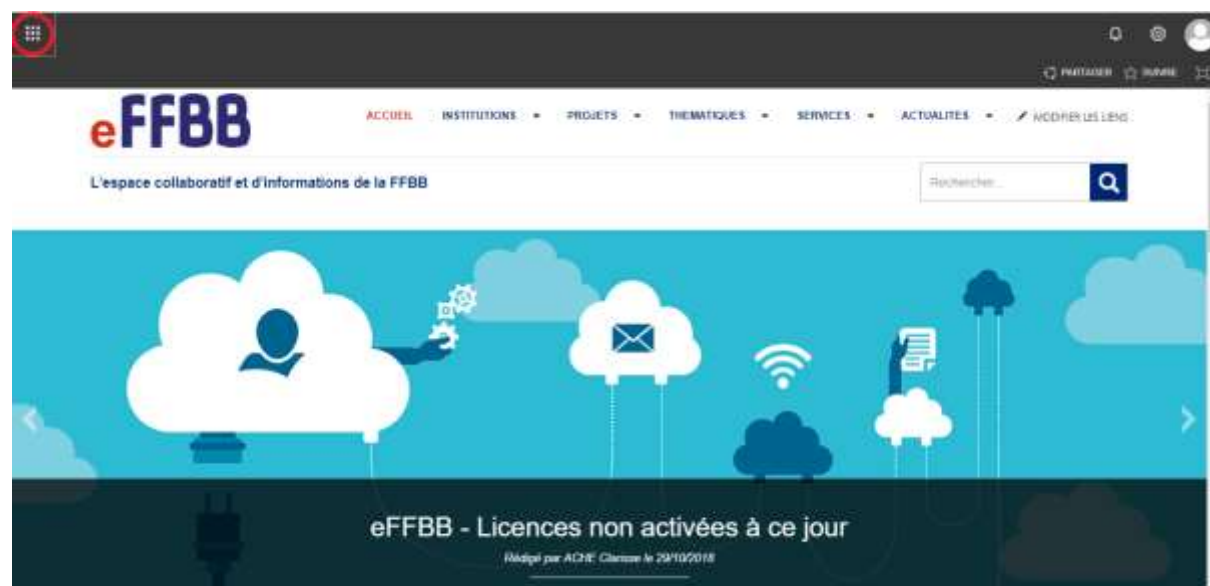 PARTAGER SUIVRE
eFFBB
ACCUEIL INSTITUTIONS PROJETS THEMATIQUES SERVICES ACTUALITES MODIFIER LES LIENS
L'espace collaboratif et d'informations de la FFBB
Rechercher...
eFFBB - Licences non activées à ce jour
Rédigé par ACHE Clarisse le 29/10/2018